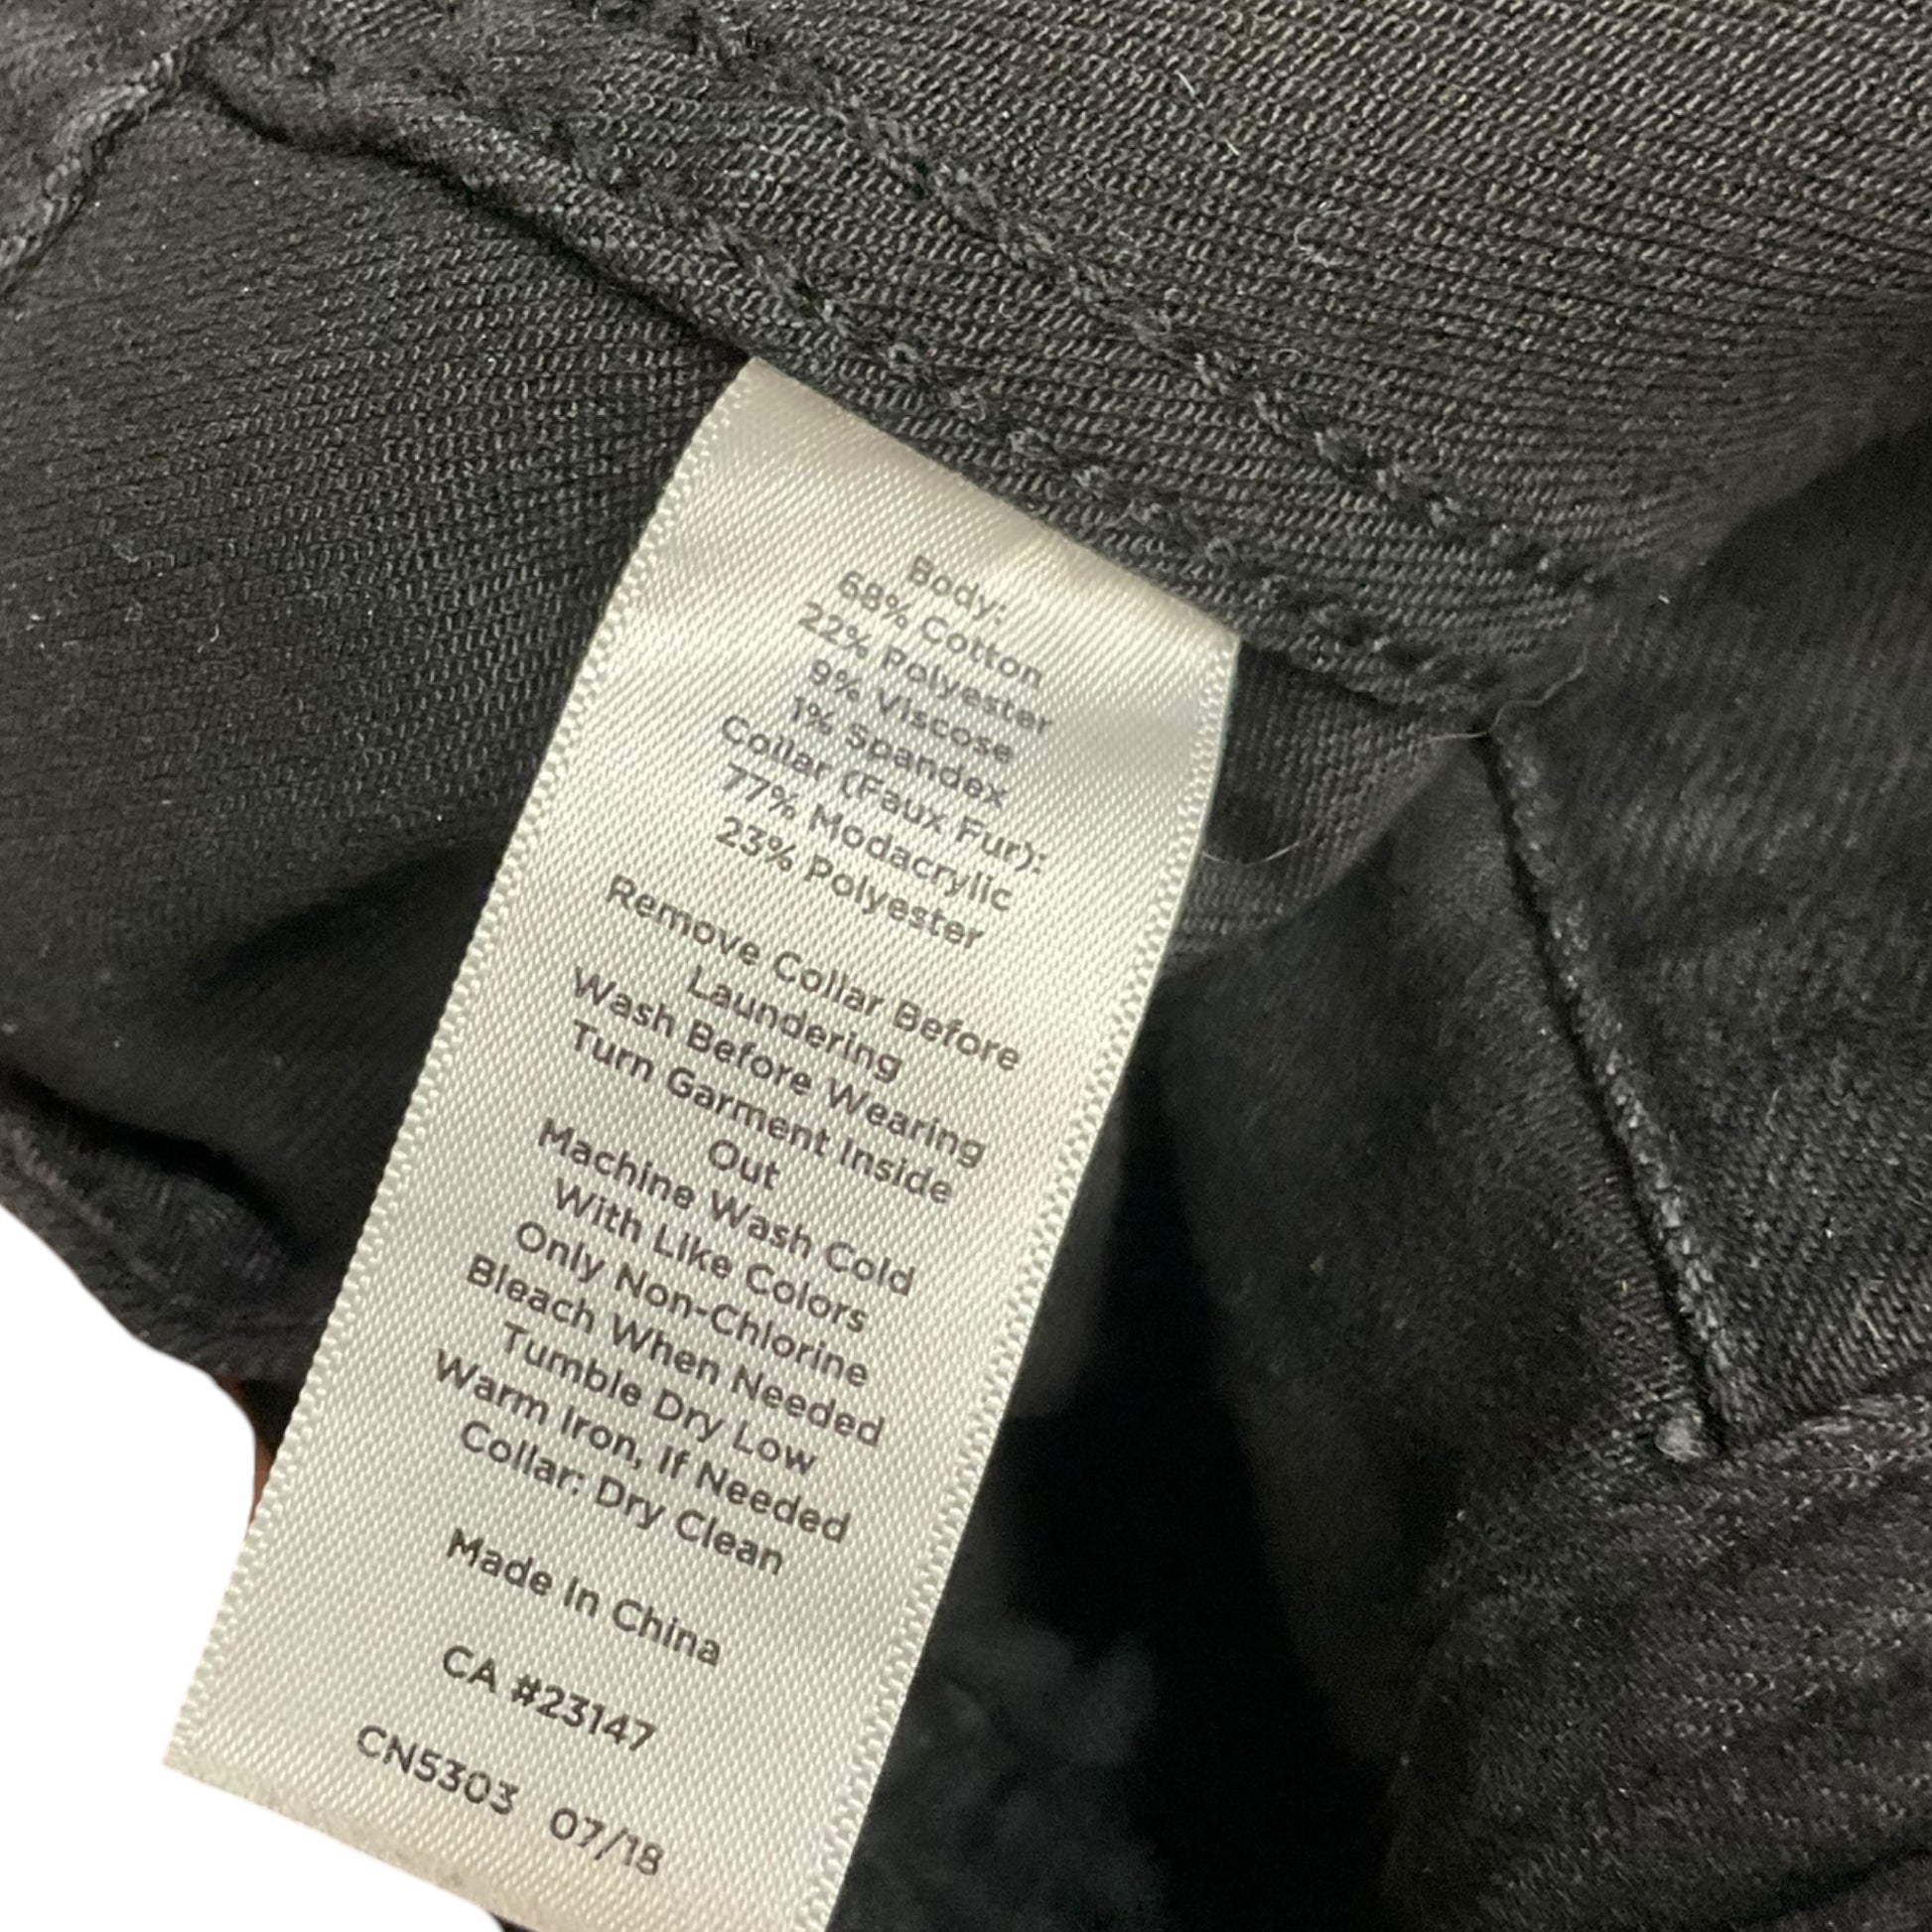 Body:
68% Cotton
22% Polyester
9% Viscose
1% Spandex
Collar (Faux Fur):
77% Modacrylic
23% Polyester
Remove Collar Before
Laundering
Wash Before Wearing
Turn Garment Inside
Out
Machine Wash Cold
With Like Colors
Only Non-Chlorine
Bleach When Needed
Tumble Dry Low
Warm Iron, If Needed
Collar: Dry Clean
Made In China
CA #23147
CN5303 07/18